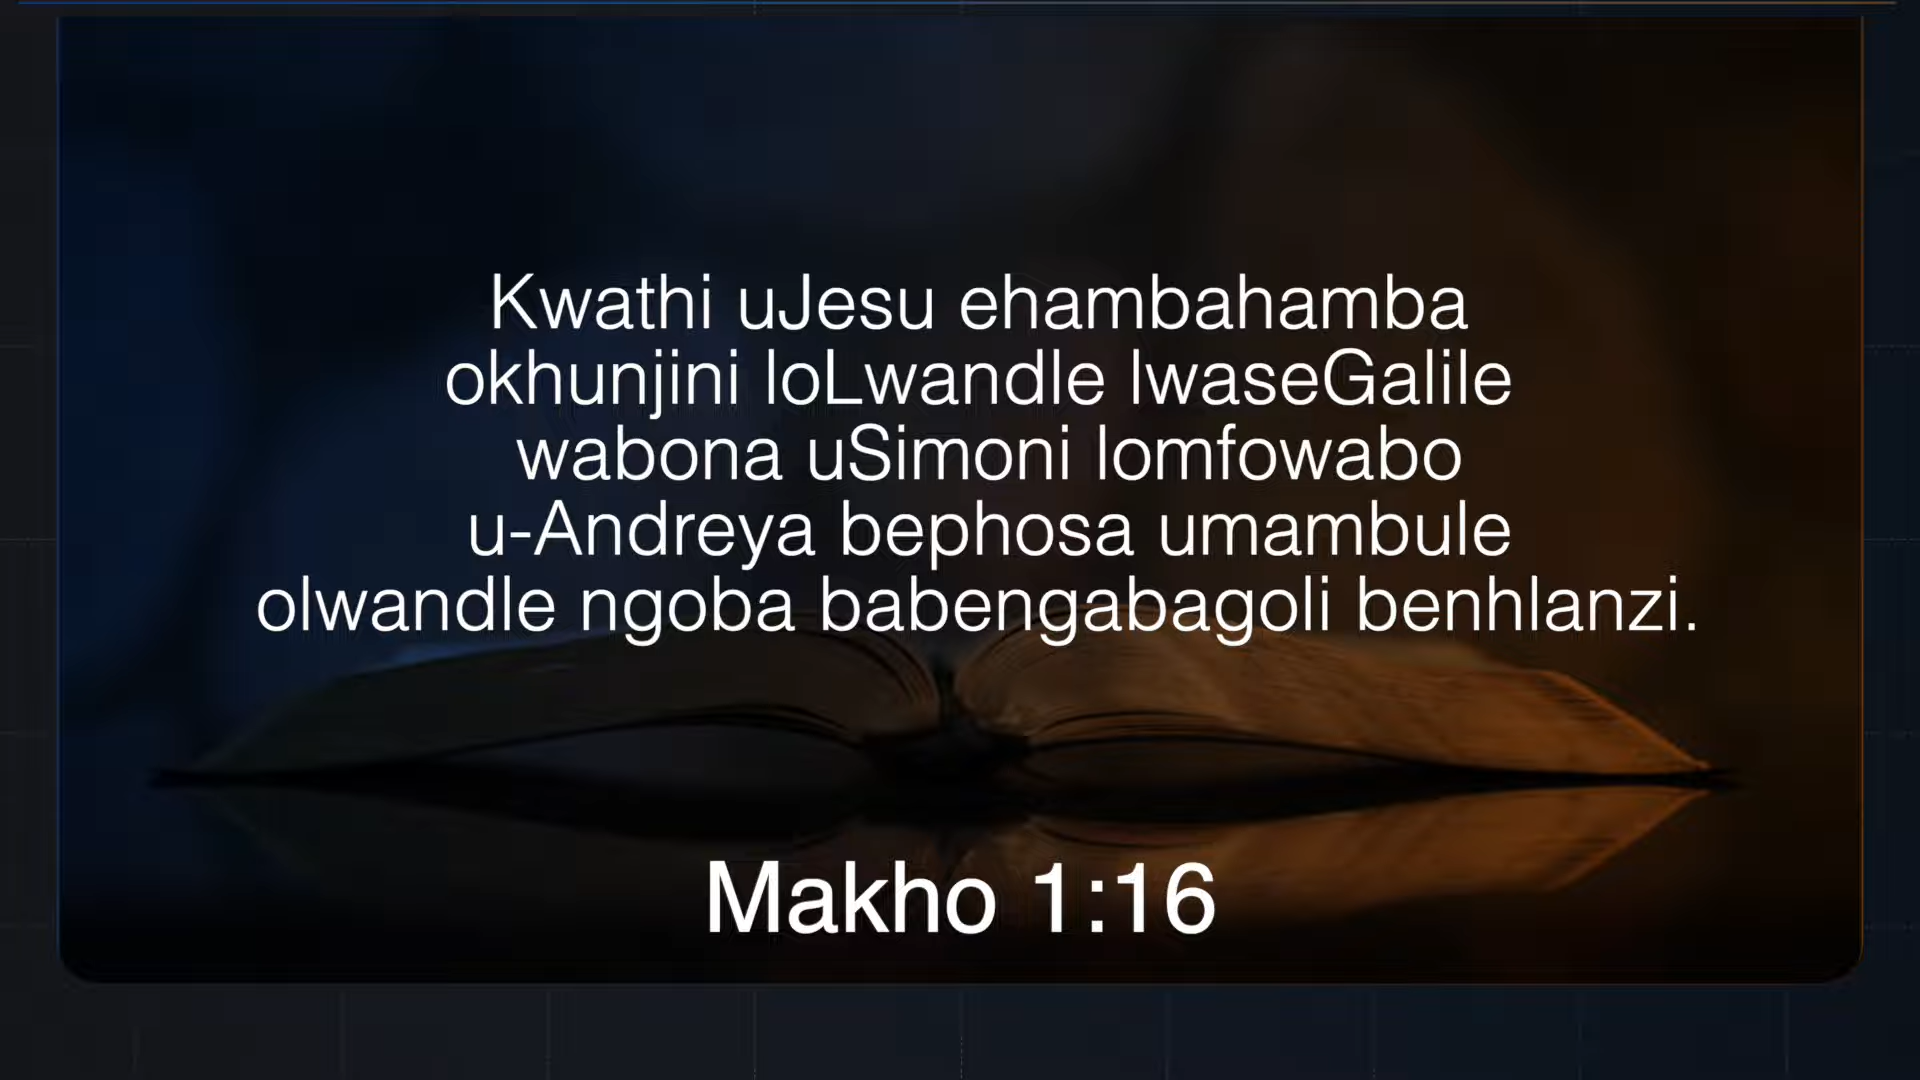 Kwathi uJesu ehambahamba
okhunjini loLwandle lwaseGalile
wabona uSimoni lomfowabo
u-Andreya bephosa umambule
olwandle ngoba babengabagoli benhlanzi.
Makho 1:16